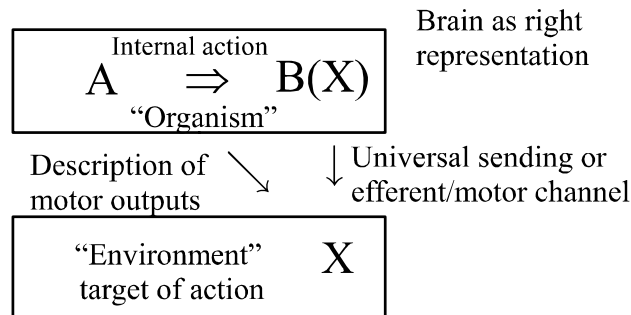 Brain as right
representation
Internal action
A ⇒ B(X)
“Organism”
Description of
motor outputs
Universal sending or
efferent/motor channel
“Environment” X
target of action